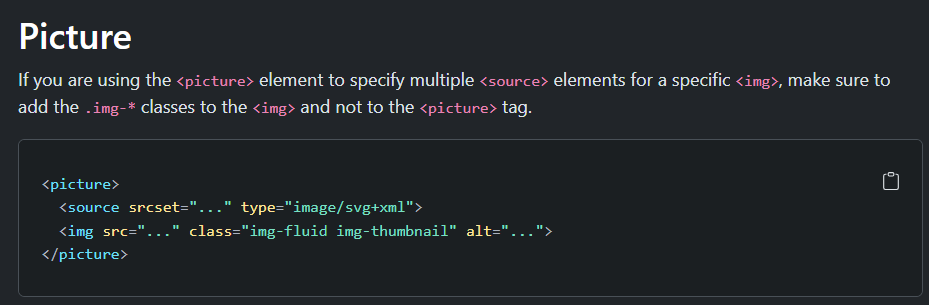 Picture
If you are using the <picture> element to specify multiple <source> elements for a specific <img>, make sure to
add the .img-* classes to the <img> and not to the <picture> tag.
<picture>
  <source srcset="..." type="image/svg+xml">
  <img src="..." class="img-fluid img-thumbnail" alt="...">
</picture>